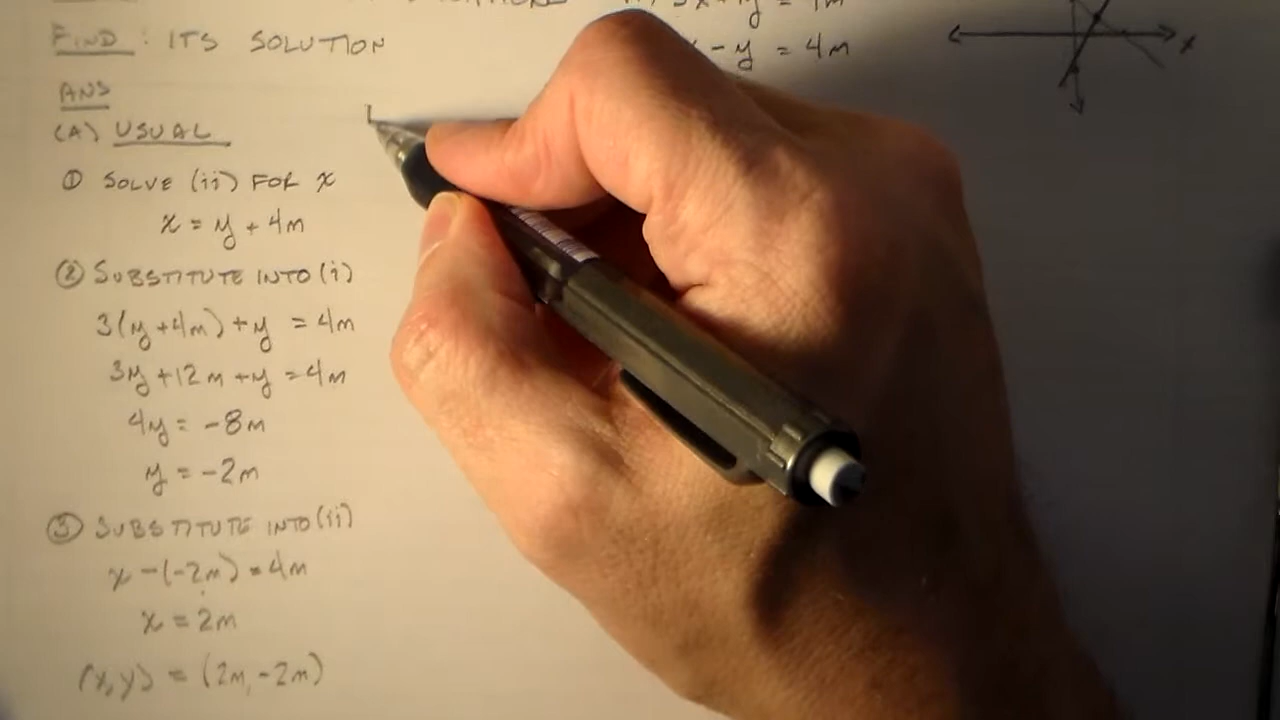 = 4m
FIND : ITS SOLUTION
- y = 4m
x
ANS
(A) USUAL
① SOLVE (ii) FOR x
x = y + 4m
② SUBSTITUTE INTO (i)
3(y + 4m) + y = 4m
3y + 12m + y = 4m
4y = -8m
y = -2m
③ SUBSTITUTE INTO (ii)
x - (-2m) = 4m
x = 2m
(x, y) = (2m, -2m)